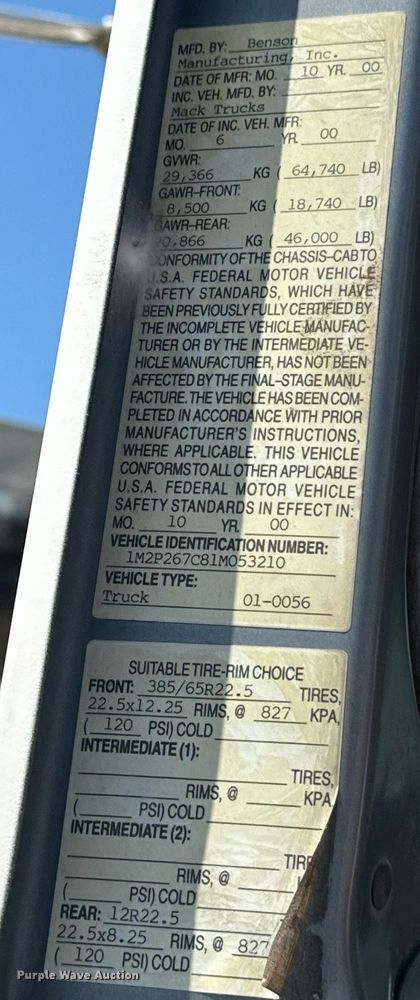 MFD. BY: Benson
Manufacturing, Inc.
DATE OF MFR: MO. 10 YR. 00
INC. VEH. MFD. BY:
Mack Trucks
DATE OF INC. VEH. MFR:
MO. 6 YR 00
GVWR:
29,366 KG ( 64,740 LB)
GAWR-FRONT:
8,500 KG ( 18,740 LB)
GAWR-REAR:
20,866 KG ( 46,000 LB)
CONFORMITY OF THE CHASSIS-CAB TO
U.S.A. FEDERAL MOTOR VEHICLE
SAFETY STANDARDS, WHICH HAVE
BEEN PREVIOUSLY FULLY CERTIFIED BY
THE INCOMPLETE VEHICLE MANUFAC-
TURER OR BY THE INTERMEDIATE VE-
HICLE MANUFACTURER, HAS NOT BEEN
AFFECTED BY THE FINAL-STAGE MANU-
FACTURE. THE VEHICLE HAS BEEN COM-
PLETED IN ACCORDANCE WITH PRIOR
MANUFACTURER'S INSTRUCTIONS,
WHERE APPLICABLE. THIS VEHICLE
CONFORMS TO ALL OTHER APPLICABLE
U.S.A. FEDERAL MOTOR VEHICLE
SAFETY STANDARDS IN EFFECT IN:
MO. 10 YR. 00
VEHICLE IDENTIFICATION NUMBER:
1M2P267C81M053210
VEHICLE TYPE:
Truck 01-0056
SUITABLE TIRE-RIM CHOICE
FRONT: 385/65R22.5 TIRES,
22.5x12.25 RIMS, @ 827 KPA,
( 120 PSI) COLD
INTERMEDIATE (1):
TIRES,
RIMS, @ KPA
( PSI) COLD
INTERMEDIATE (2):
TIR
RIMS, @
( PSI) COLD
REAR: 12R22.5
22.5x8.25 RIMS, @ 827
( 120 PSI) COLD
Purple Wave Auction